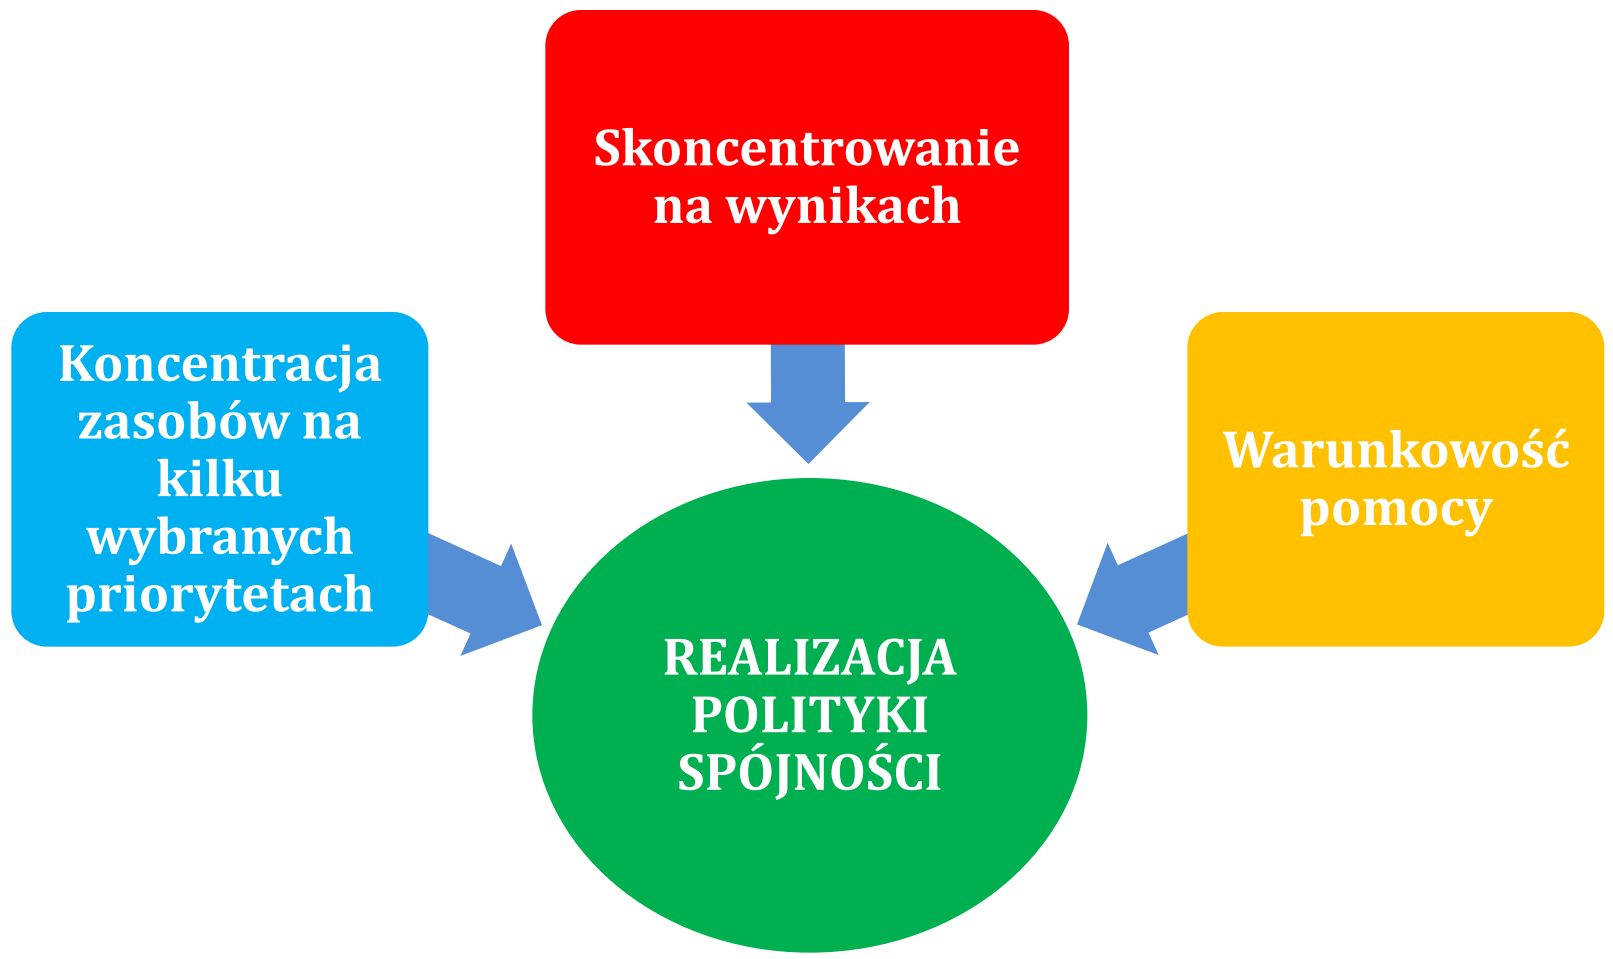 Skoncentrowanie
na wynikach
Koncentracja
zasobów na
kilku
wybranych
priorytetach
Warunkowość
pomocy
REALIZACJA
POLITYKI
SPÓJNOŚCI